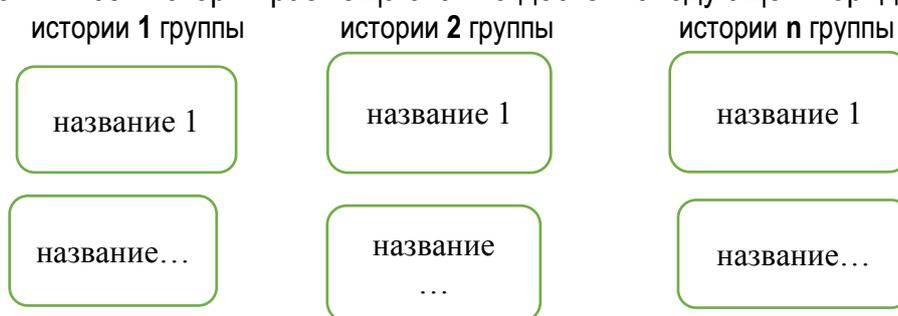 истории 1 группы истории 2 группы истории n группы
название 1 название 1 название 1
название… название название…
…